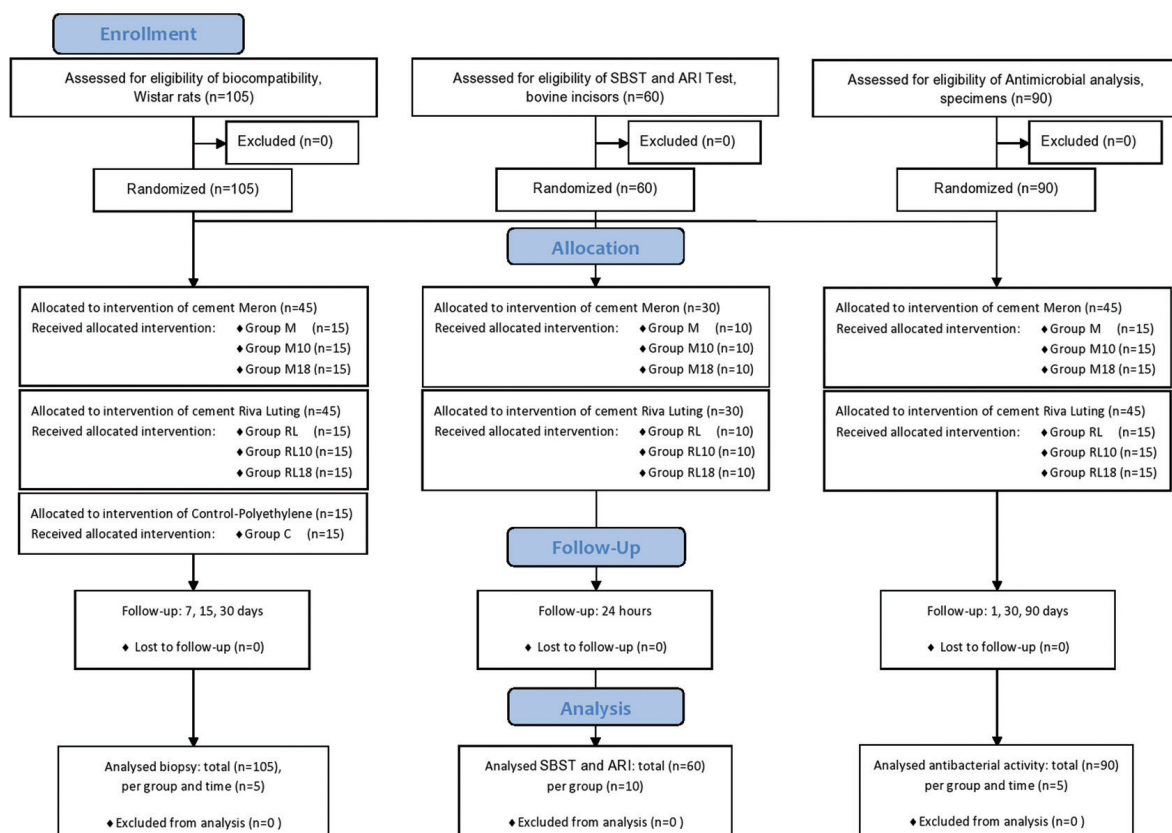 Enrollment
Assessed for eligibility of biocompatibility,
Wistar rats (n=105)
Assessed for eligibility of SBST and ARI Test,
bovine incisors (n=60)
Assessed for eligibility of Antimicrobial analysis,
specimens (n=90)
Excluded (n=0)
Excluded (n=0)
Excluded (n=0)
Randomized (n=105)
Randomized (n=60)
Randomized (n=90)
Allocation
Allocated to intervention of cement Meron (n=45)
Received allocated intervention: ♦ Group M (n=15)
♦ Group M10 (n=15)
♦ Group M18 (n=15)
Allocated to intervention of cement Meron (n=30)
Received allocated intervention: ♦ Group M (n=10)
♦ Group M10 (n=10)
♦ Group M18 (n=10)
Allocated to intervention of cement Meron (n=45)
Received allocated intervention: ♦ Group M (n=15)
♦ Group M10 (n=15)
♦ Group M18 (n=15)
Allocated to intervention of cement Riva Luting (n=45)
Received allocated intervention: ♦ Group RL (n=15)
♦ Group RL10 (n=15)
♦ Group RL18 (n=15)
Allocated to intervention of cement Riva Luting (n=30)
Received allocated intervention: ♦ Group RL (n=10)
♦ Group RL10 (n=10)
♦ Group RL18 (n=10)
Allocated to intervention of cement Riva Luting (n=45)
Received allocated intervention: ♦ Group RL (n=15)
♦ Group RL10 (n=15)
♦ Group RL18 (n=15)
Allocated to intervention of Control-Polyethylene (n=15)
Received allocated intervention: ♦ Group C (n=15)
Follow-Up
Follow-up: 7, 15, 30 days
♦ Lost to follow-up (n=0)
Follow-up: 24 hours
♦ Lost to follow-up (n=0)
Follow-up: 1, 30, 90 days
♦ Lost to follow-up (n=0)
Analysis
Analysed biopsy: total (n=105),
per group and time (n=5)
♦ Excluded from analysis (n=0 )
Analysed SBST and ARI: total (n=60)
per group (n=10)
♦ Excluded from analysis (n=0 )
Analysed antibacterial activity: total (n=90)
per group and time (n=5)
♦ Excluded from analysis (n=0 )